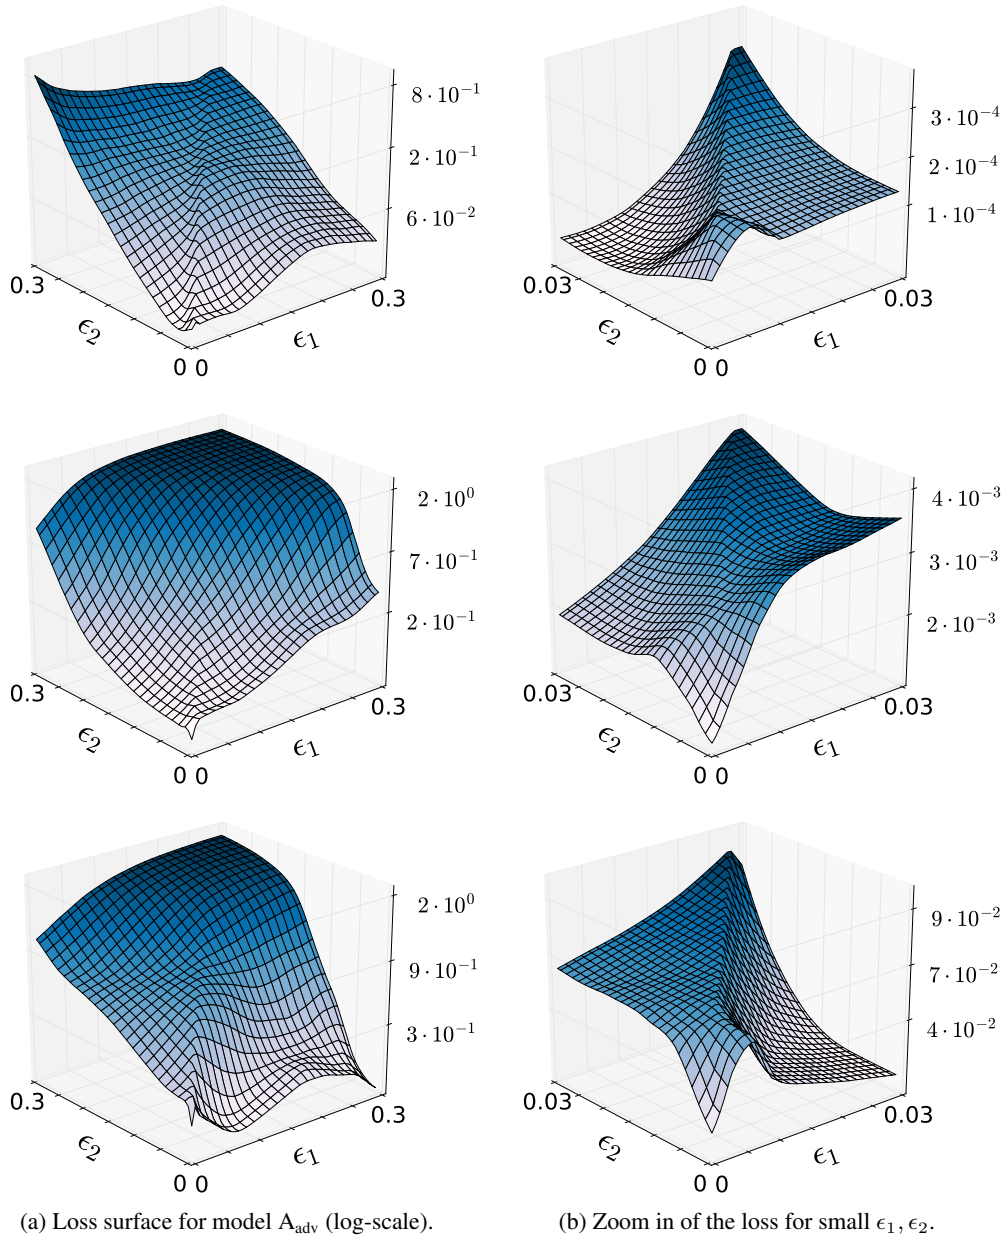 8 · 10⁻¹
2 · 10⁻¹
6 · 10⁻²
0.3
ϵ₂
0 0
ϵ₁
0.3
3 · 10⁻⁴
2 · 10⁻⁴
1 · 10⁻⁴
0.03
ϵ₂
0 0
ϵ₁
0.03
2 · 10⁰
7 · 10⁻¹
2 · 10⁻¹
0.3
ϵ₂
0 0
ϵ₁
0.3
4 · 10⁻³
3 · 10⁻³
2 · 10⁻³
0.03
ϵ₂
0 0
ϵ₁
0.03
2 · 10⁰
9 · 10⁻¹
3 · 10⁻¹
0.3
ϵ₂
0 0
ϵ₁
0.3
9 · 10⁻²
7 · 10⁻²
4 · 10⁻²
0.03
ϵ₂
0 0
ϵ₁
0.03
(a) Loss surface for model A_adv (log-scale).
(b) Zoom in of the loss for small ϵ₁, ϵ₂.